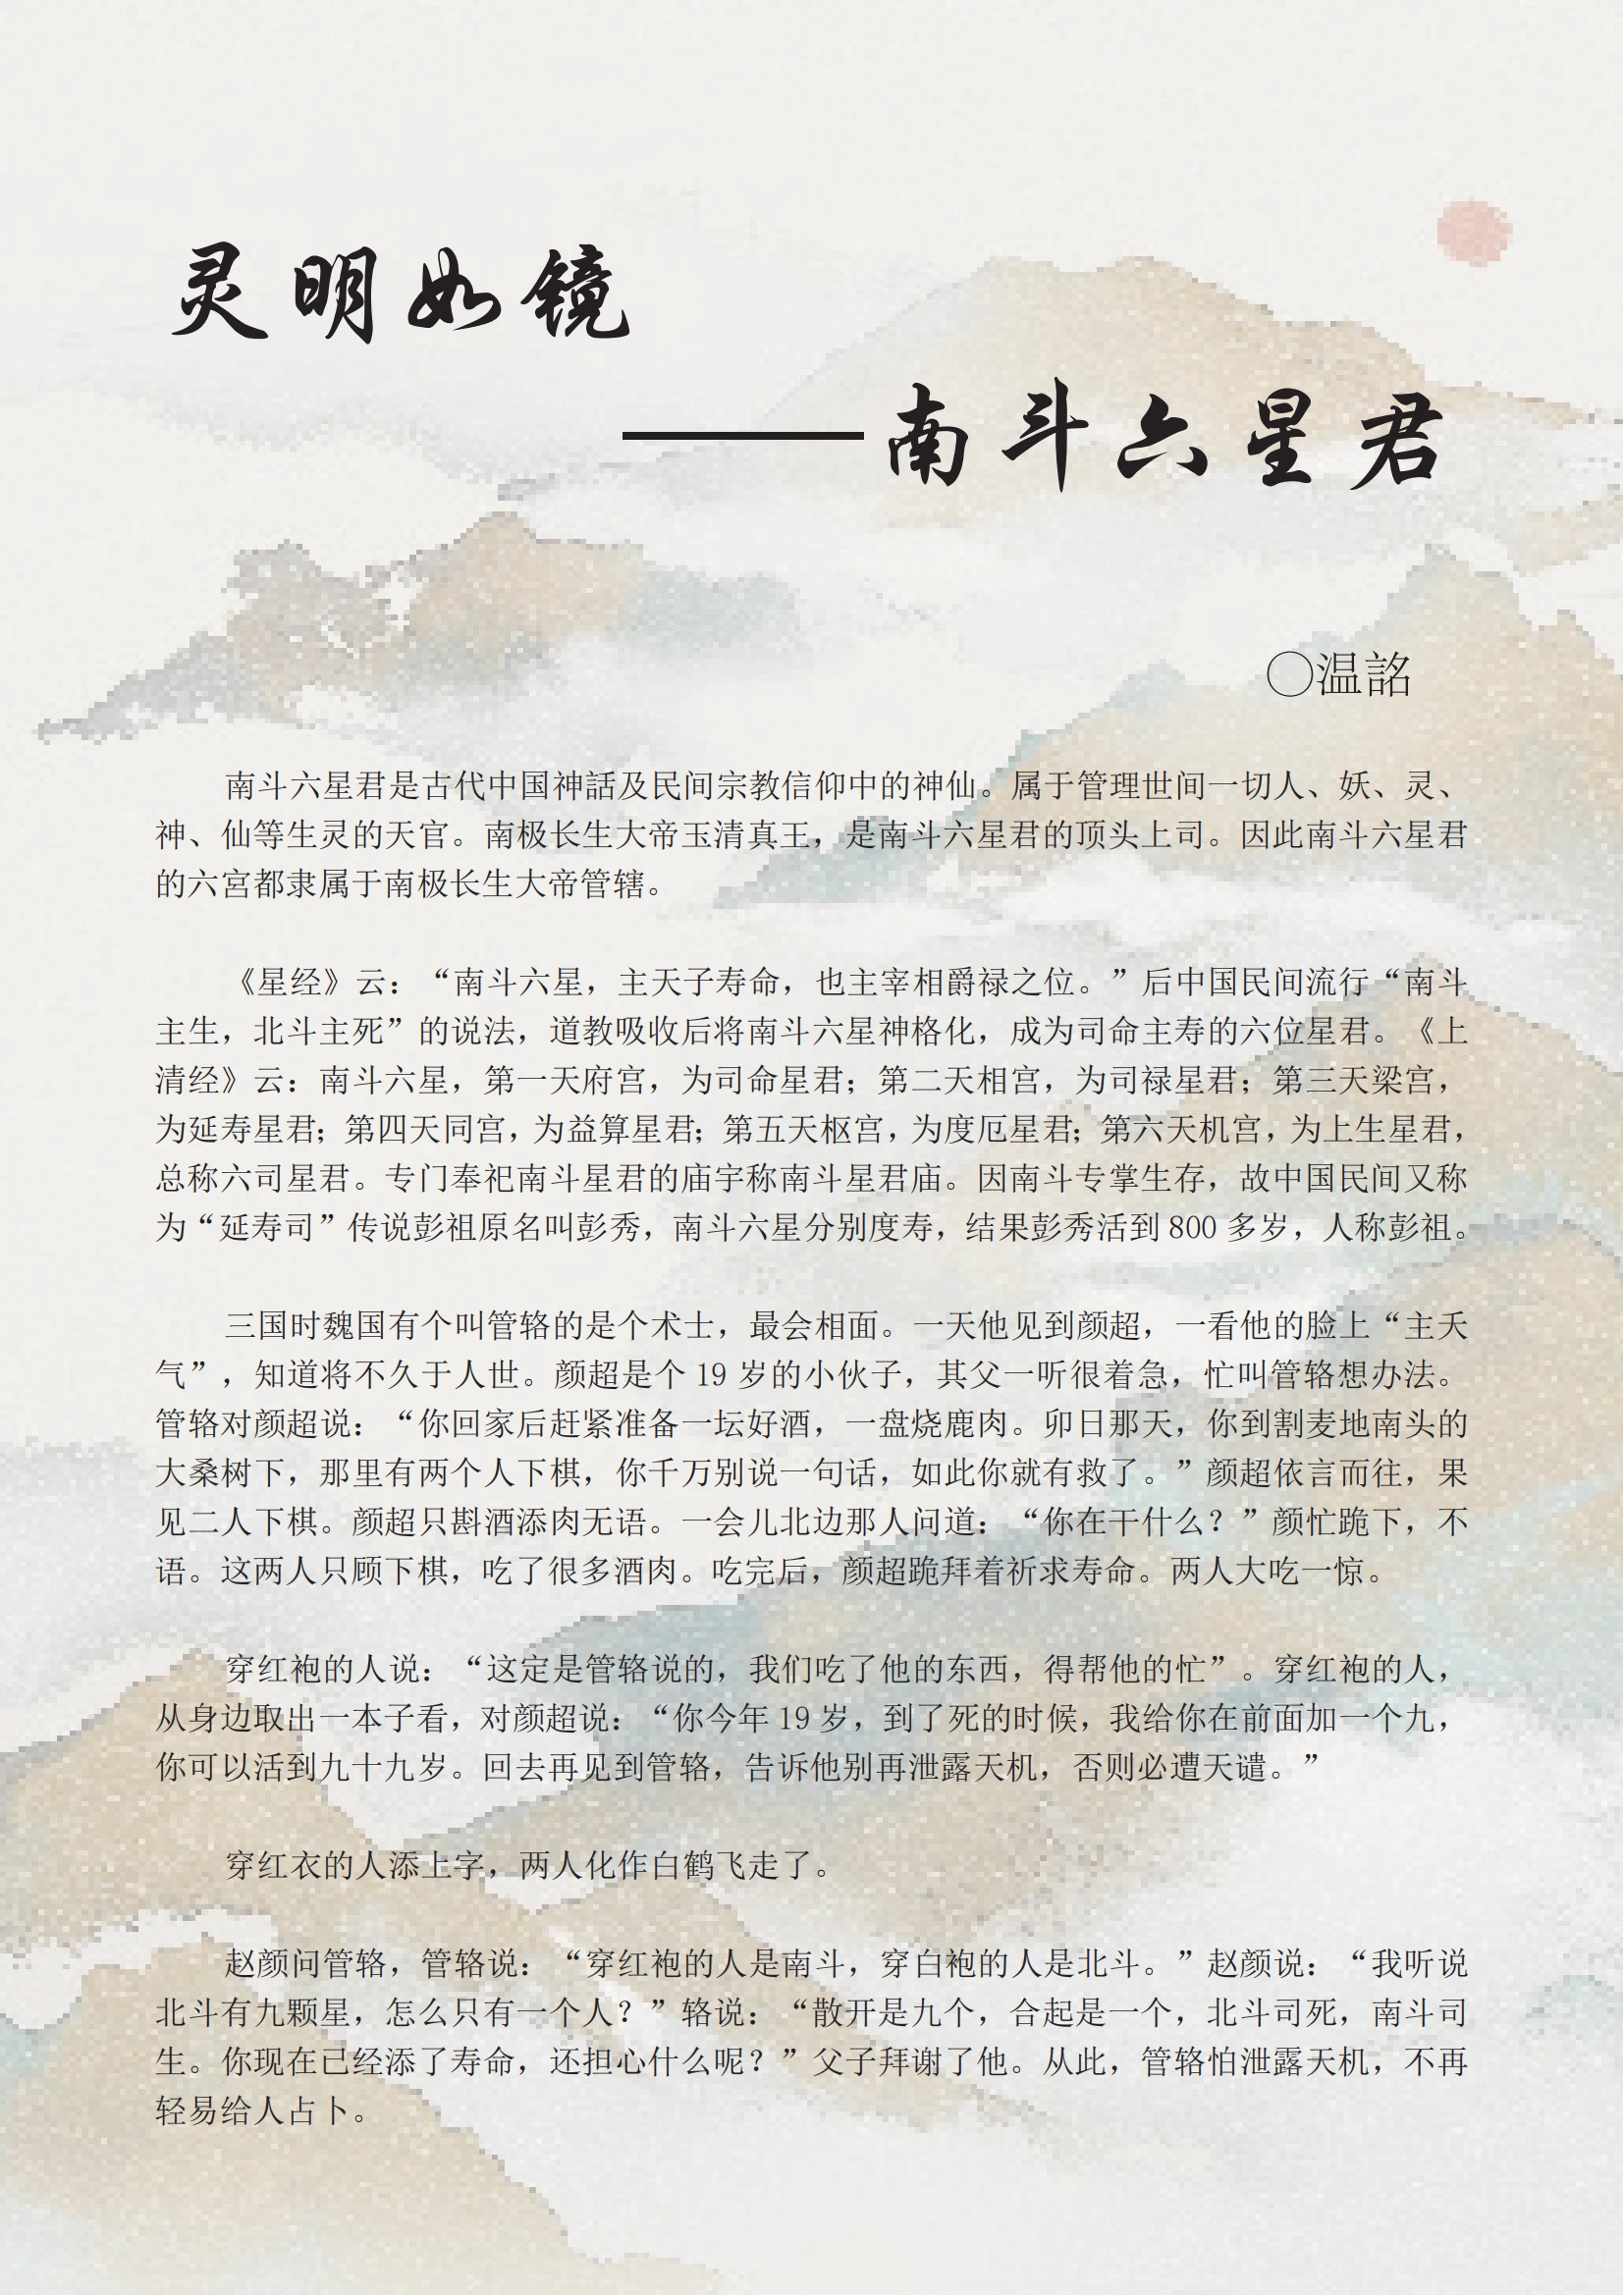 灵明如镜
——南斗六星君
〇温詺
南斗六星君是古代中国神話及民间宗教信仰中的神仙。属于管理世间一切人、妖、灵、
神、仙等生灵的天官。南极长生大帝玉清真王，是南斗六星君的顶头上司。因此南斗六星君
的六宫都隶属于南极长生大帝管辖。
《星经》云：“南斗六星，主天子寿命，也主宰相爵禄之位。”后中国民间流行“南斗
主生，北斗主死”的说法，道教吸收后将南斗六星神格化，成为司命主寿的六位星君。《上
清经》云：南斗六星，第一天府宫，为司命星君；第二天相宫，为司禄星君；第三天梁宫，
为延寿星君；第四天同宫，为益算星君；第五天枢宫，为度厄星君；第六天机宫，为上生星君，
总称六司星君。专门奉祀南斗星君的庙宇称南斗星君庙。因南斗专掌生存，故中国民间又称
为“延寿司”传说彭祖原名叫彭秀，南斗六星分别度寿，结果彭秀活到 800 多岁，人称彭祖。
三国时魏国有个叫管辂的是个术士，最会相面。一天他见到颜超，一看他的脸上“主夭
气”，知道将不久于人世。颜超是个 19 岁的小伙子，其父一听很着急，忙叫管辂想办法。
管辂对颜超说：“你回家后赶紧准备一坛好酒，一盘烧鹿肉。卯日那天，你到割麦地南头的
大桑树下，那里有两个人下棋，你千万别说一句话，如此你就有救了。”颜超依言而往，果
见二人下棋。颜超只斟酒添肉无语。一会儿北边那人问道：“你在干什么？”颜忙跪下，不
语。这两人只顾下棋，吃了很多酒肉。吃完后，颜超跪拜着祈求寿命。两人大吃一惊。
穿红袍的人说：“这定是管辂说的，我们吃了他的东西，得帮他的忙”。穿红袍的人，
从身边取出一本子看，对颜超说：“你今年 19 岁，到了死的时候，我给你在前面加一个九，
你可以活到九十九岁。回去再见到管辂，告诉他别再泄露天机，否则必遭天谴。”
穿红衣的人添上字，两人化作白鹤飞走了。
赵颜问管辂，管辂说：“穿红袍的人是南斗，穿白袍的人是北斗。”赵颜说：“我听说
北斗有九颗星，怎么只有一个人？”辂说：“散开是九个，合起是一个，北斗司死，南斗司
生。你现在已经添了寿命，还担心什么呢？”父子拜谢了他。从此，管辂怕泄露天机，不再
轻易给人占卜。